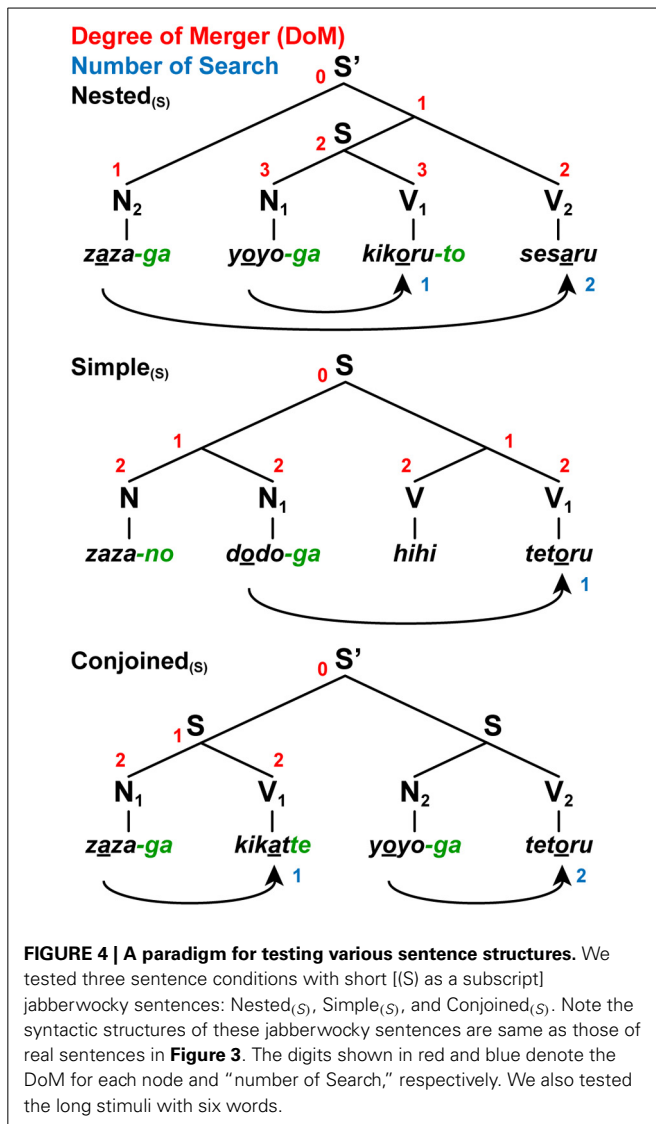 Degree of Merger (DoM)
Number of Search
Nested(S)
0 S’
1
2 S
1 3 3 2
N2 N1 V1 V2
zaza-ga yoyo-ga kikoru-to sesaru
1 2
Simple(S)
0 S
1 1
2 2 2 2
N N1 V V1
zaza-no dodo-ga hihi tetoru
1
Conjoined(S)
0 S’
1 S S
2 2
N1 V1 N2 V2
zaza-ga kikatte yoyo-ga tetoru
1 2
FIGURE 4 | A paradigm for testing various sentence structures. We
tested three sentence conditions with short [(S) as a subscript]
jabberwocky sentences: Nested(S), Simple(S), and Conjoined(S). Note the
syntactic structures of these jabberwocky sentences are same as those of
real sentences in Figure 3. The digits shown in red and blue denote the
DoM for each node and “number of Search,” respectively. We also tested
the long stimuli with six words.